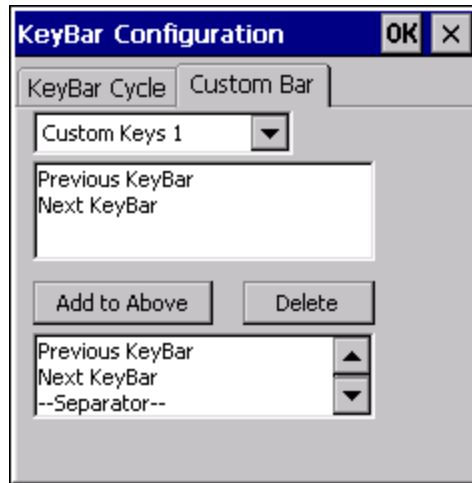 KeyBar Configuration OK ×
KeyBar Cycle Custom Bar
Custom Keys 1
Previous KeyBar
Next KeyBar
Add to Above Delete
Previous KeyBar
Next KeyBar
--Separator--